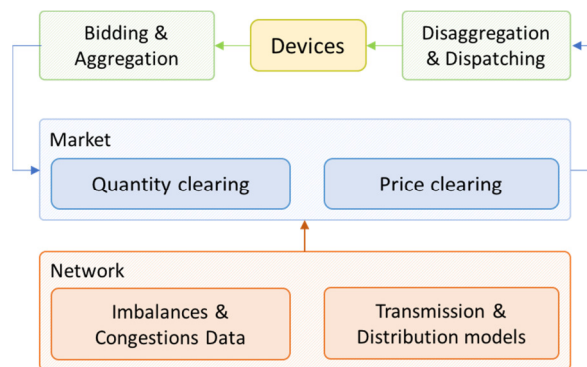 Bidding &
Aggregation
Devices
Disaggregation
& Dispatching
Market
Quantity clearing
Price clearing
Network
Imbalances &
Congestions Data
Transmission &
Distribution models